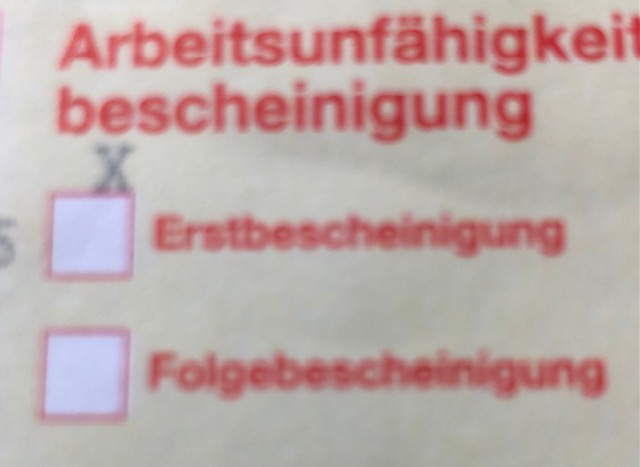 Arbeitsunfähigkeit
bescheinigung
X
Erstbescheinigung
Folgebescheinigung